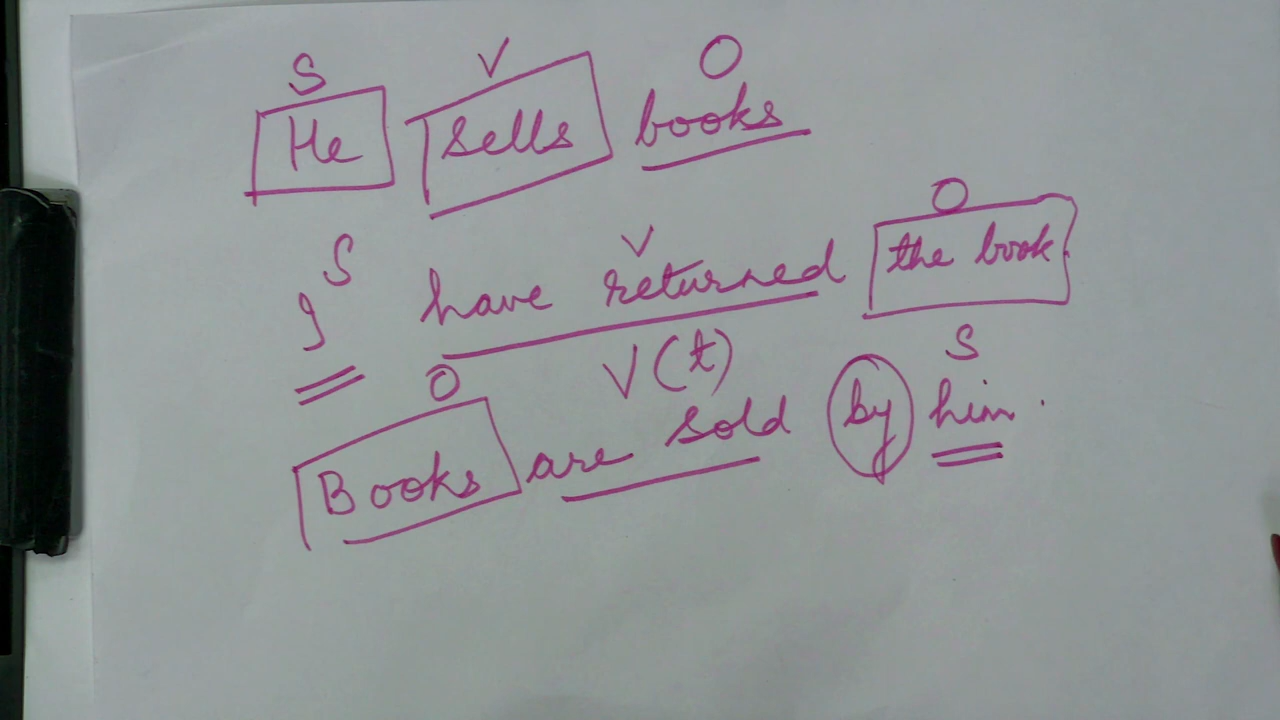 S V O
He sells books
S V O
I have returned the book
O V(t) S
Books are sold by him.